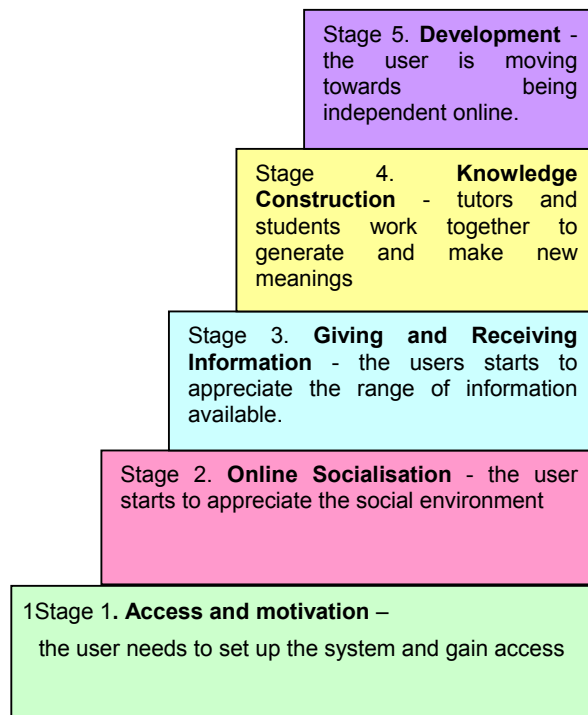 Stage 5. Development -
the user is moving
towards being
independent online.
Stage 4. Knowledge
Construction - tutors and
students work together to
generate and make new
meanings
Stage 3. Giving and Receiving
Information - the users starts to
appreciate the range of information
available.
Stage 2. Online Socialisation - the user
starts to appreciate the social environment
1Stage 1. Access and motivation –
the user needs to set up the system and gain access